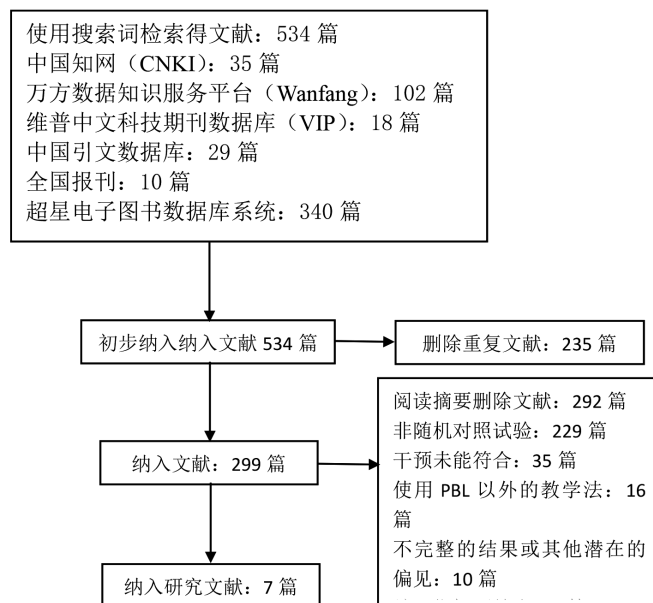 使用搜索词检索得文献：534 篇
中国知网（CNKI）：35 篇
万方数据知识服务平台（Wanfang）：102 篇
维普中文科技期刊数据库（VIP）：18 篇
中国引文数据库：29 篇
全国报刊：10 篇
超星电子图书数据库系统：340 篇
初步纳入纳入文献 534 篇
删除重复文献：235 篇
纳入文献：299 篇
阅读摘要删除文献：292 篇
非随机对照试验：229 篇
干预未能符合：35 篇
使用 PBL 以外的教学法：16
篇
不完整的结果或其他潜在的
偏见：10 篇
纳入研究文献：7 篇